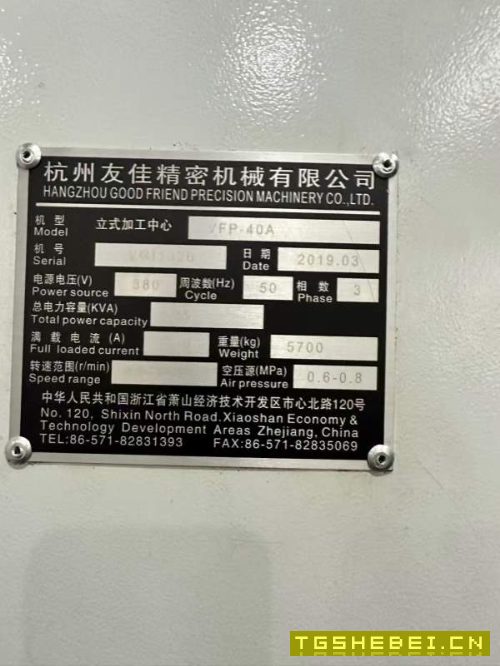 杭州友佳精密机械有限公司
HANGZHOU GOOD FRIEND PRECISION MACHINERY CO.,LTD.
机型 立式加工中心 VFP-40A
Model
机号 日期 2019.03
Serial Date
电源电压(V) 380 周波数(Hz) 50 相数 3
Power source Cycle Phase
总电力容量(KVA)
Total power capacity
满载电流(A) 重量(kg) 5700
Full loaded current Weight
转速范围(r/min) 空压源(MPa) 0.6-0.8
Speed range Air pressure
中华人民共和国浙江省萧山经济技术开发区市心北路120号
No. 120, Shixin North Road. Xiaoshan Economy &
Technology Development Areas Zhejiang, China
TEL:86-571-82831393 FAX:86-571-82835069
TGSHEBEI.CN